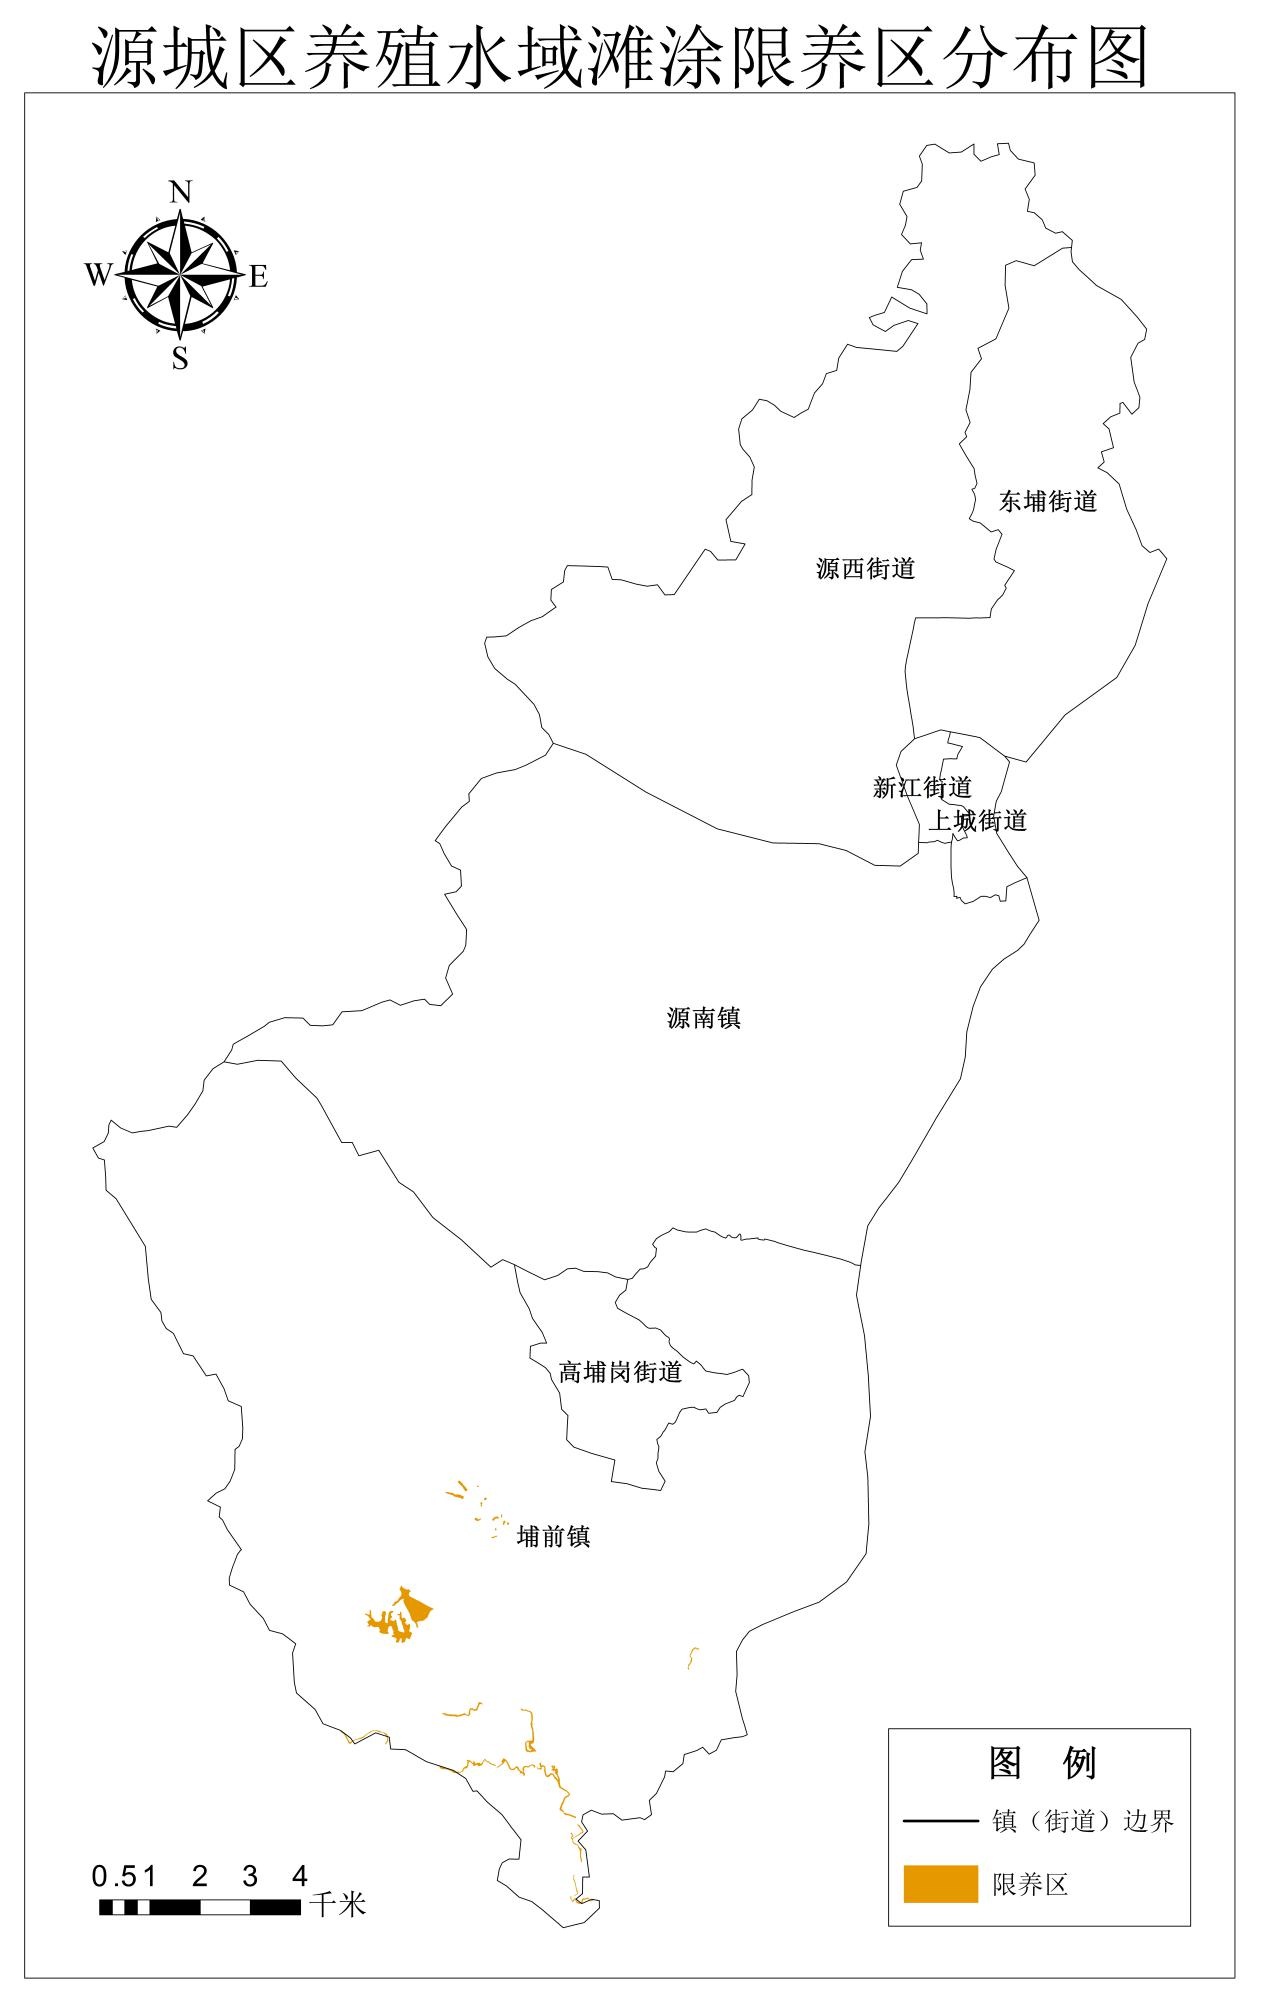 源城区养殖水域滩涂限养区分布图
N
W
E
S
东埔街道
源西街道
新江街道
上城街道
源南镇
高埔岗街道
埔前镇
图 例
镇（街道）边界
限养区
0 .5 1 2 3 4
千米